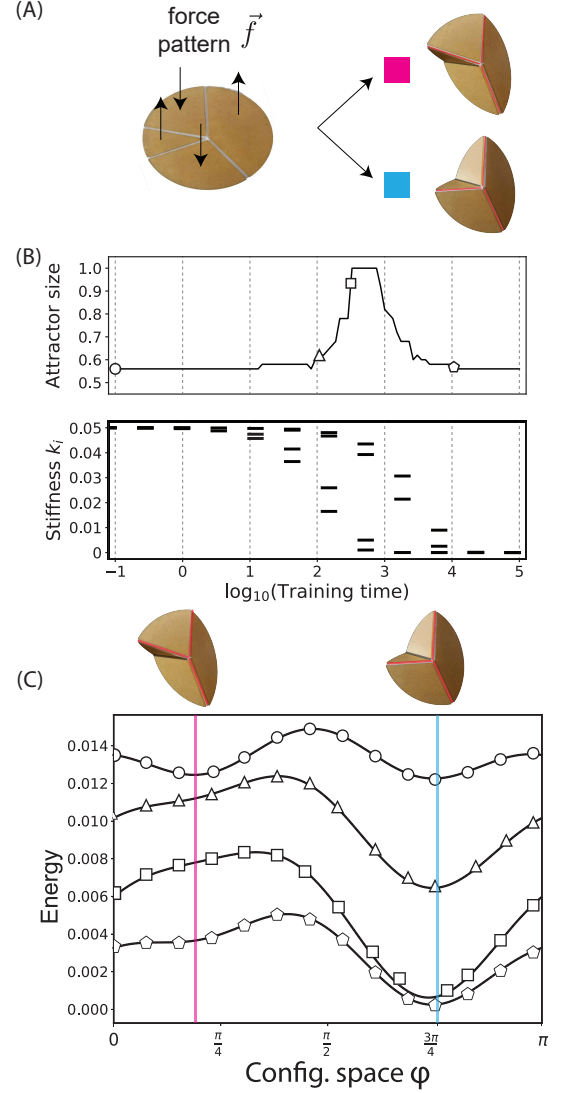 (A)
force
pattern f⃗
(B)
Attractor size
1.0
0.9
0.8
0.7
0.6
0.5
Stiffness kᵢ
0.05
0.04
0.03
0.02
0.01
0
−1 0 1 2 3 4 5
log₁₀(Training time)
(C)
Energy
0.014
0.012
0.010
0.008
0.006
0.004
0.002
0.000
0 π/4 π/2 3π/4 π
Config. space φ